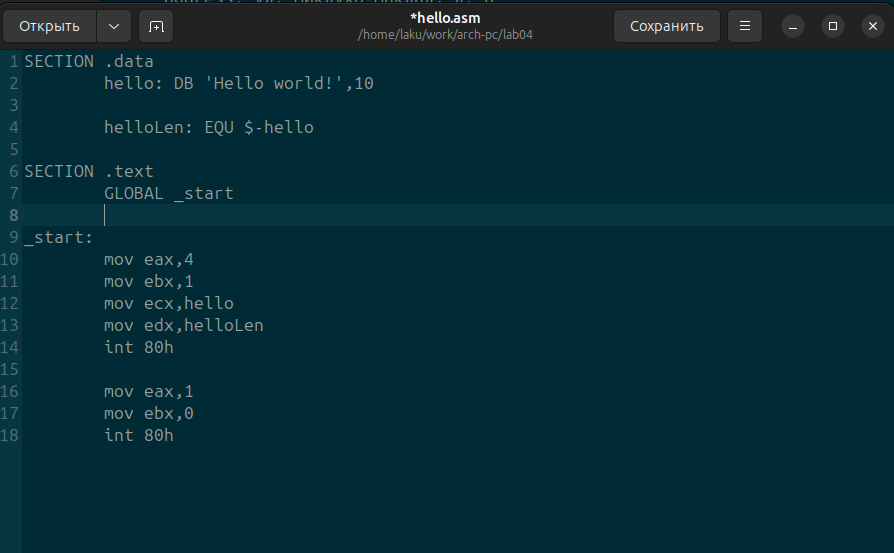 Открыть
*hello.asm
/home/laku/work/arch-pc/lab04
Сохранить
1 SECTION .data
2 hello: DB 'Hello world!',10
3
4 helloLen: EQU $-hello
5
6 SECTION .text
7 GLOBAL _start
8
9 _start:
10 mov eax,4
11 mov ebx,1
12 mov ecx,hello
13 mov edx,helloLen
14 int 80h
15
16 mov eax,1
17 mov ebx,0
18 int 80h